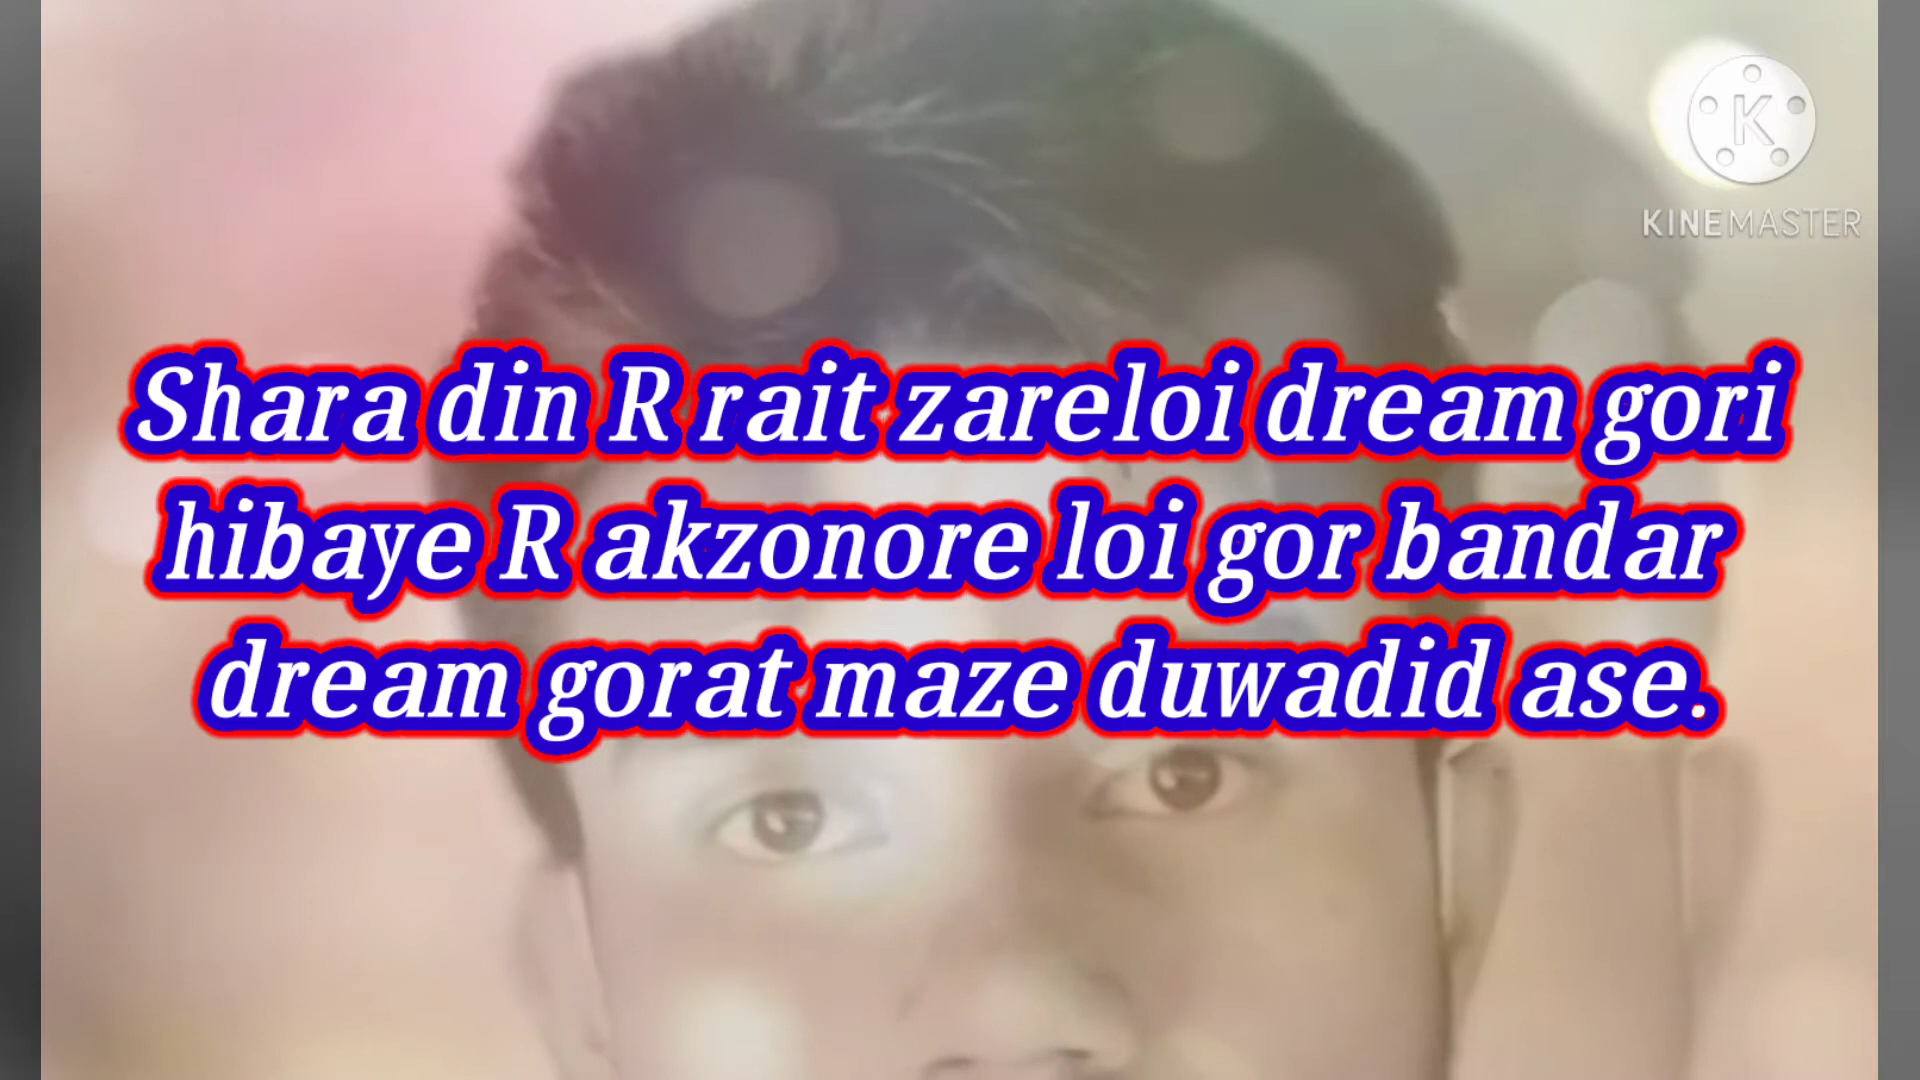 K
KINEMASTER
Shara din R rait zareloi dream gori
hibaye R akzonore loi gor bandar
dream gorat maze duwadid ase.